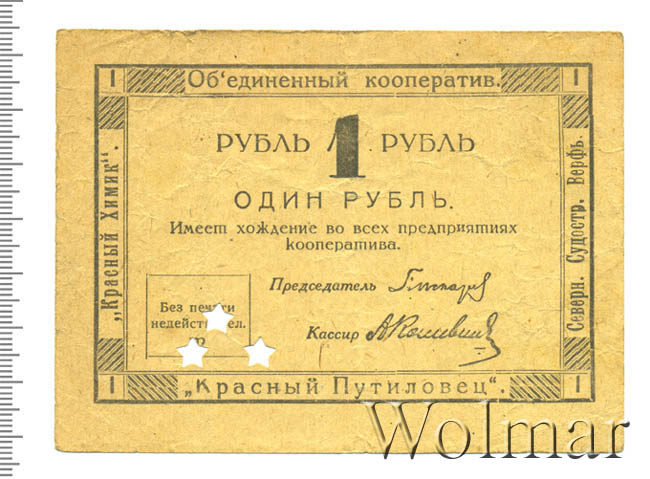 1 Об'единенный кооператив. 1
„Красный Химик“.
РУБЛЬ 1 РУБЛЬ
ОДИН РУБЛЬ.
Имеет хождение во всех предприятиях
кооператива.
Председатель
Без печати
недействител.
Кассир
Северн. Судостр. Верфь.
1 „Красный Путиловец“. 1
Wolmar